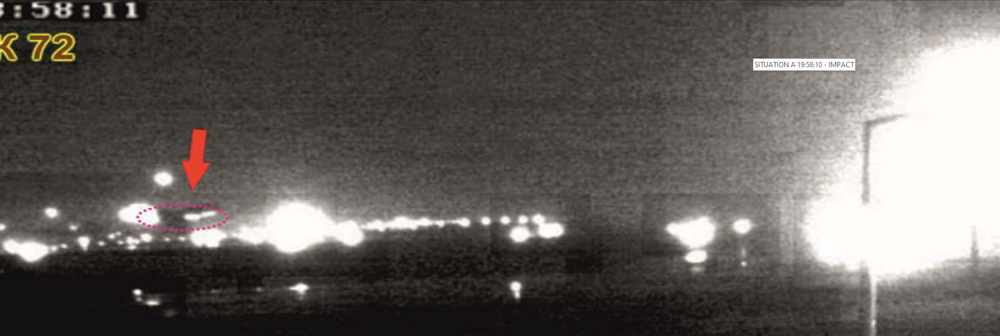 :58:11
K 72
SITUATION A 19:58:10 - IMPACT